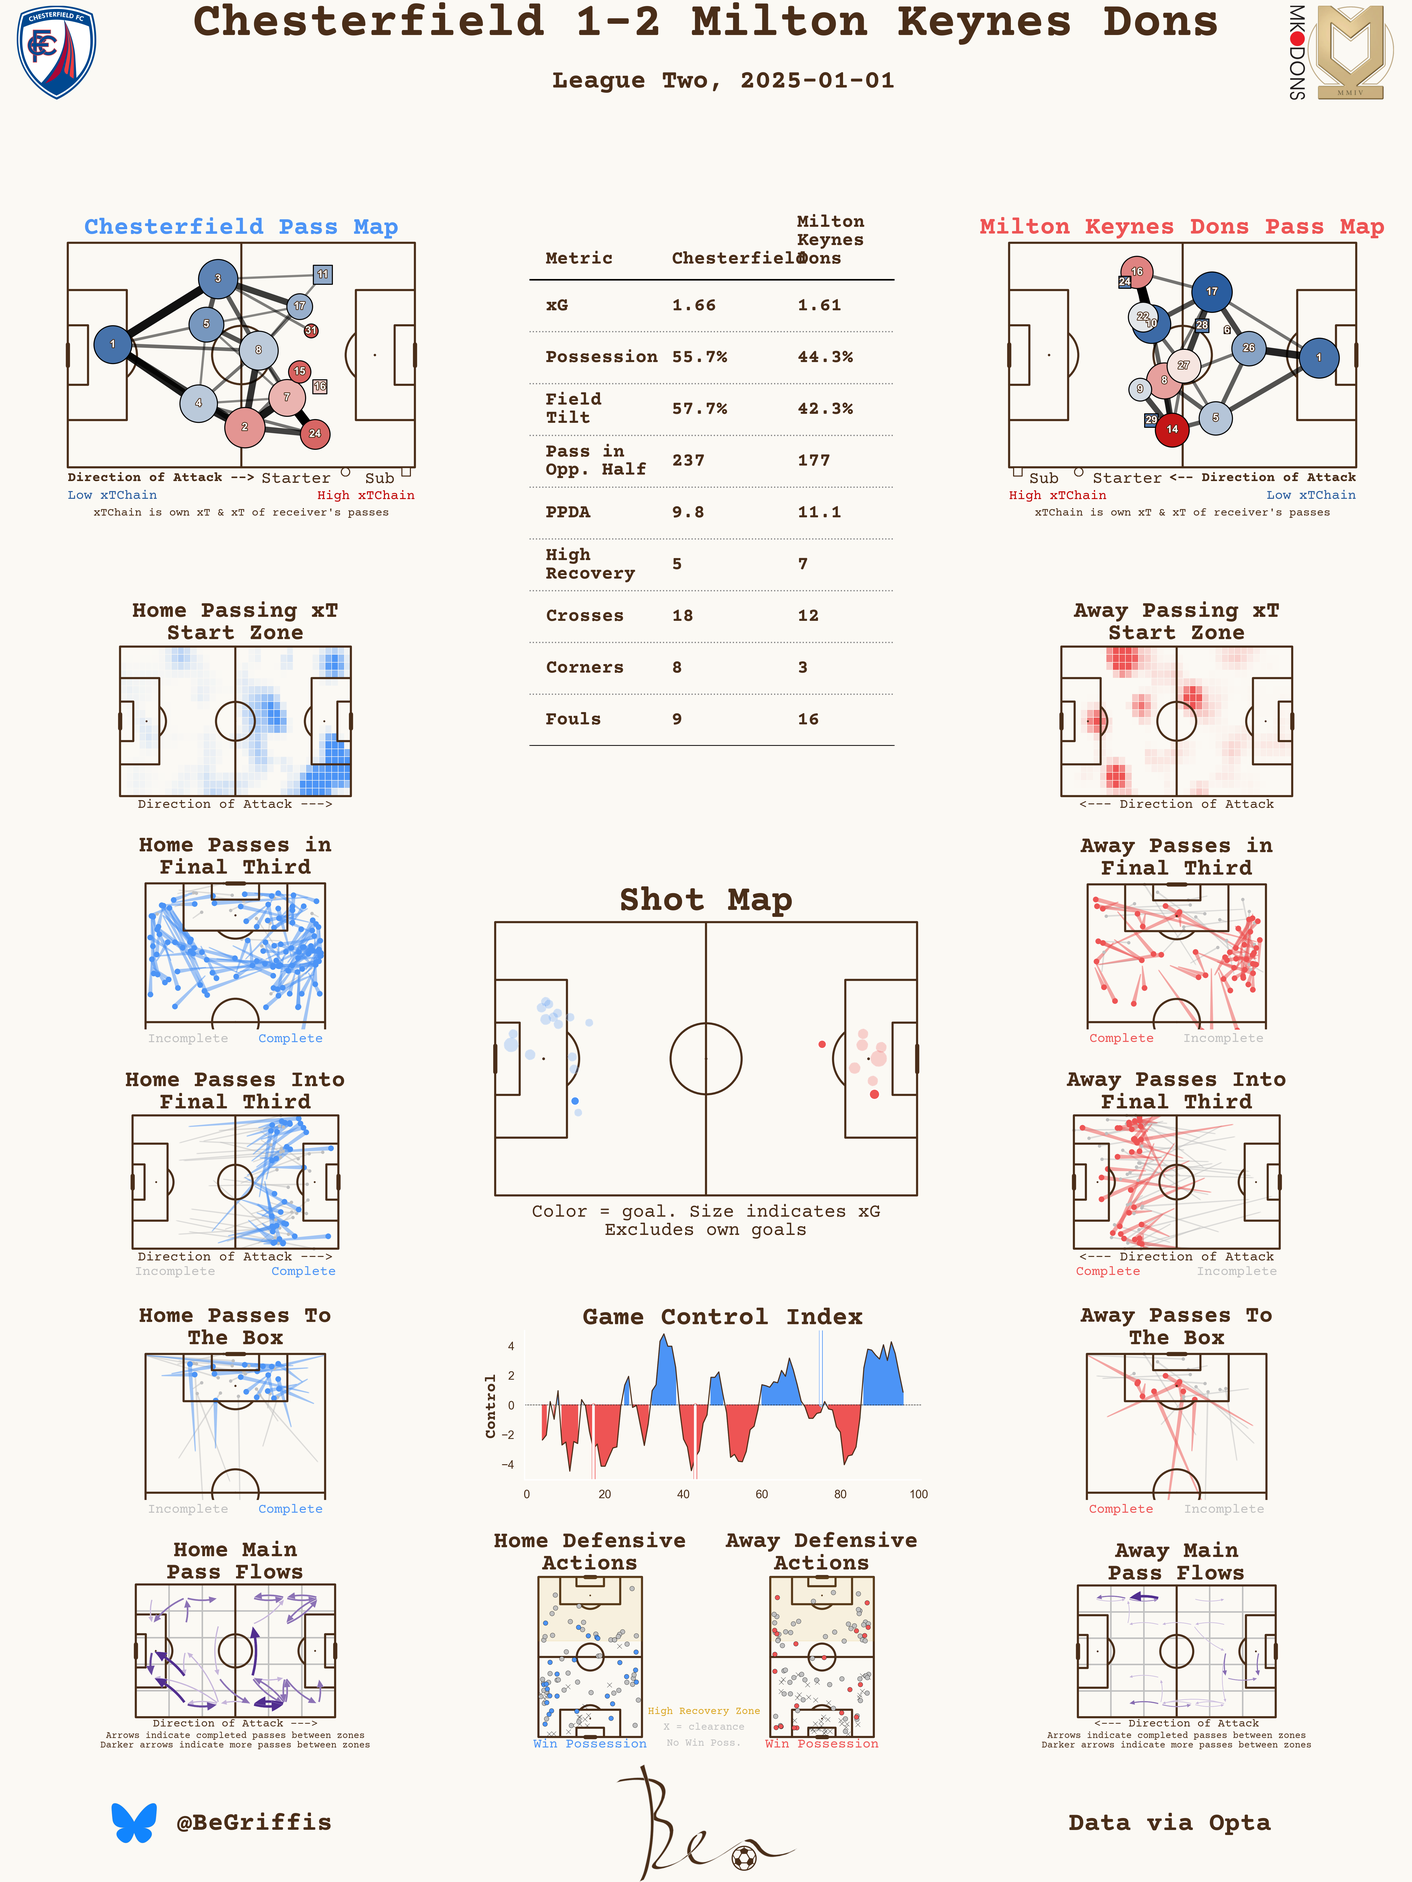 Chesterfield 1-2 Milton Keynes Dons
League Two, 2025-01-01
CHESTERFIELD FC
MK DONS
MMIV
Chesterfield Pass Map
3
11
17
5
31
1
8
15
16
7
4
2
24
Direction of Attack --> Starter Sub
Low xTChain High xTChain
xTChain is own xT & xT of receiver's passes
Metric Chesterfield Milton Keynes Dons
xG 1.66 1.61
Possession 55.7% 44.3%
Field Tilt 57.7% 42.3%
Pass in Opp. Half 237 177
PPDA 9.8 11.1
High Recovery 5 7
Crosses 18 12
Corners 8 3
Fouls 9 16
Milton Keynes Dons Pass Map
16
24
17
22
10
28
6
26
1
27
8
9
5
29
14
Sub Starter <-- Direction of Attack
High xTChain Low xTChain
xTChain is own xT & xT of receiver's passes
Home Passing xT
Start Zone
Direction of Attack --->
Away Passing xT
Start Zone
<--- Direction of Attack
Home Passes in
Final Third
Incomplete Complete
Away Passes in
Final Third
Complete Incomplete
Shot Map
Color = goal. Size indicates xG
Excludes own goals
Home Passes Into
Final Third
Direction of Attack --->
Incomplete Complete
Away Passes Into
Final Third
<--- Direction of Attack
Complete Incomplete
Home Passes To
The Box
Incomplete Complete
Game Control Index
Control
4
2
0
−2
−4
0 20 40 60 80 100
Away Passes To
The Box
Complete Incomplete
Home Main
Pass Flows
Direction of Attack --->
Arrows indicate completed passes between zones
Darker arrows indicate more passes between zones
Home Defensive
Actions
Win Possession
High Recovery Zone
X = clearance
No Win Poss.
Away Defensive
Actions
Win Possession
Away Main
Pass Flows
<--- Direction of Attack
Arrows indicate completed passes between zones
Darker arrows indicate more passes between zones
@BeGriffis
Ben
Data via Opta